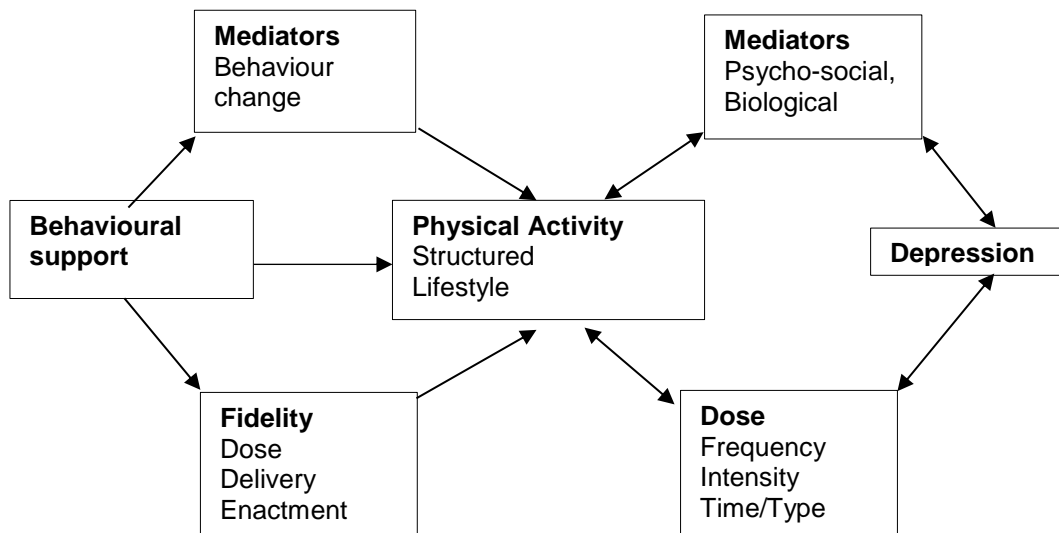 Mediators
Behaviour
change
Mediators
Psycho-social,
Biological
Behavioural
support
Physical Activity
Structured
Lifestyle
Depression
Fidelity
Dose
Delivery
Enactment
Dose
Frequency
Intensity
Time/Type